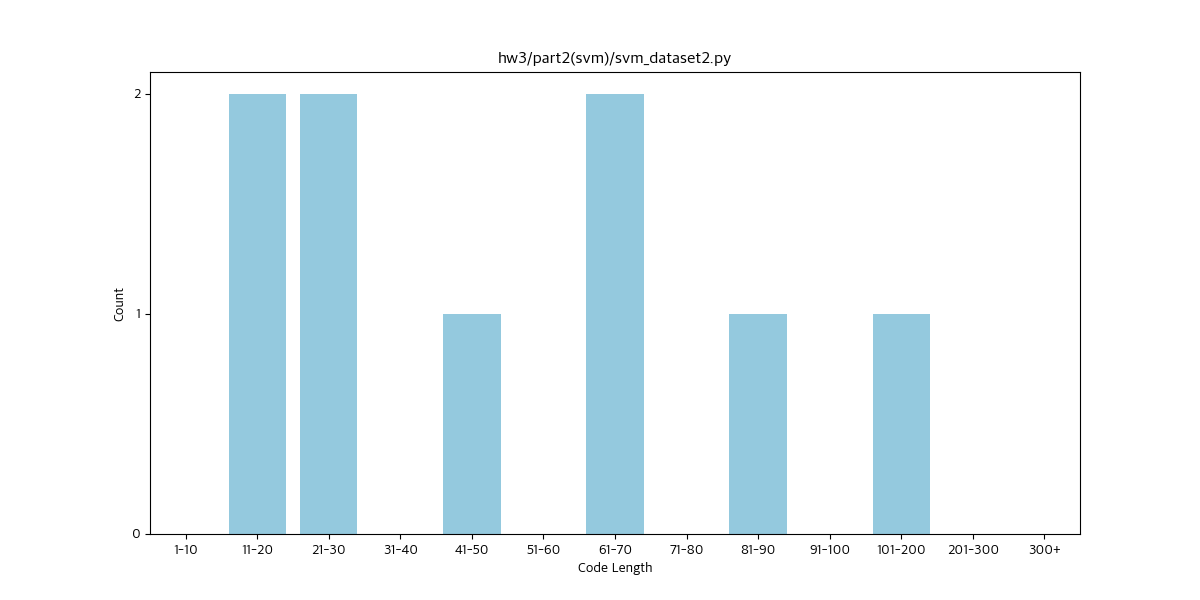 hw3/part2(svm)/svm_dataset2.py
2
1
0
Count
1-10 11-20 21-30 31-40 41-50 51-60 61-70 71-80 81-90 91-100 101-200 201-300 300+
Code Length